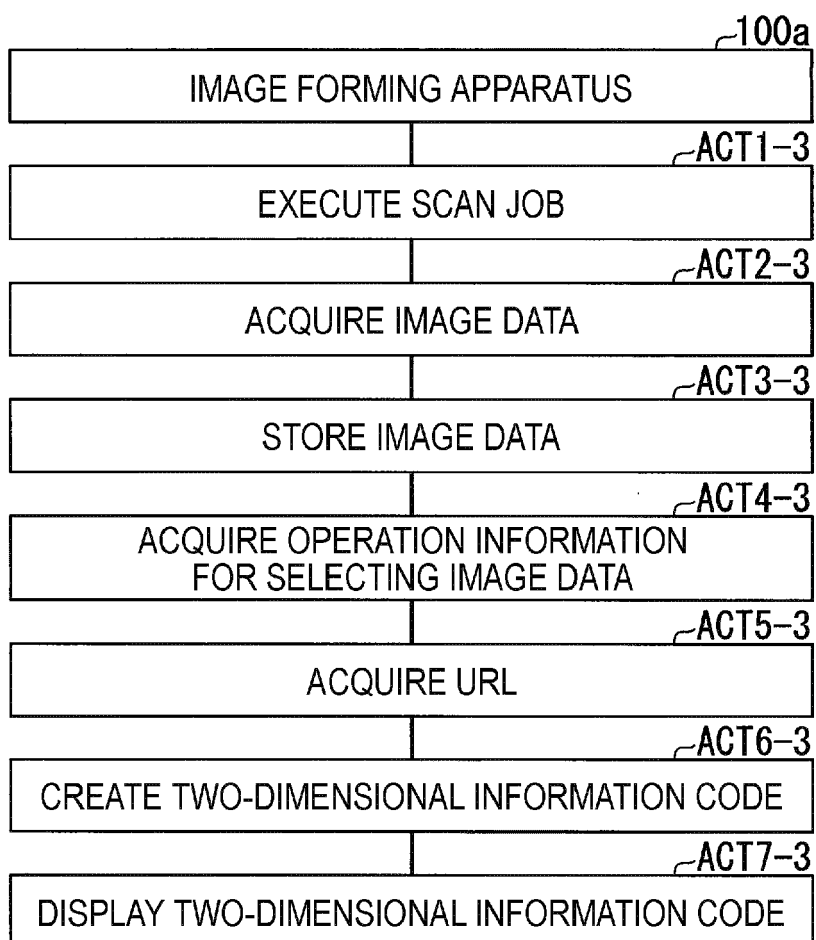 100a
IMAGE FORMING APPARATUS
ACT1-3
EXECUTE SCAN JOB
ACT2-3
ACQUIRE IMAGE DATA
ACT3-3
STORE IMAGE DATA
ACT4-3
ACQUIRE OPERATION INFORMATION
FOR SELECTING IMAGE DATA
ACT5-3
ACQUIRE URL
ACT6-3
CREATE TWO-DIMENSIONAL INFORMATION CODE
ACT7-3
DISPLAY TWO-DIMENSIONAL INFORMATION CODE